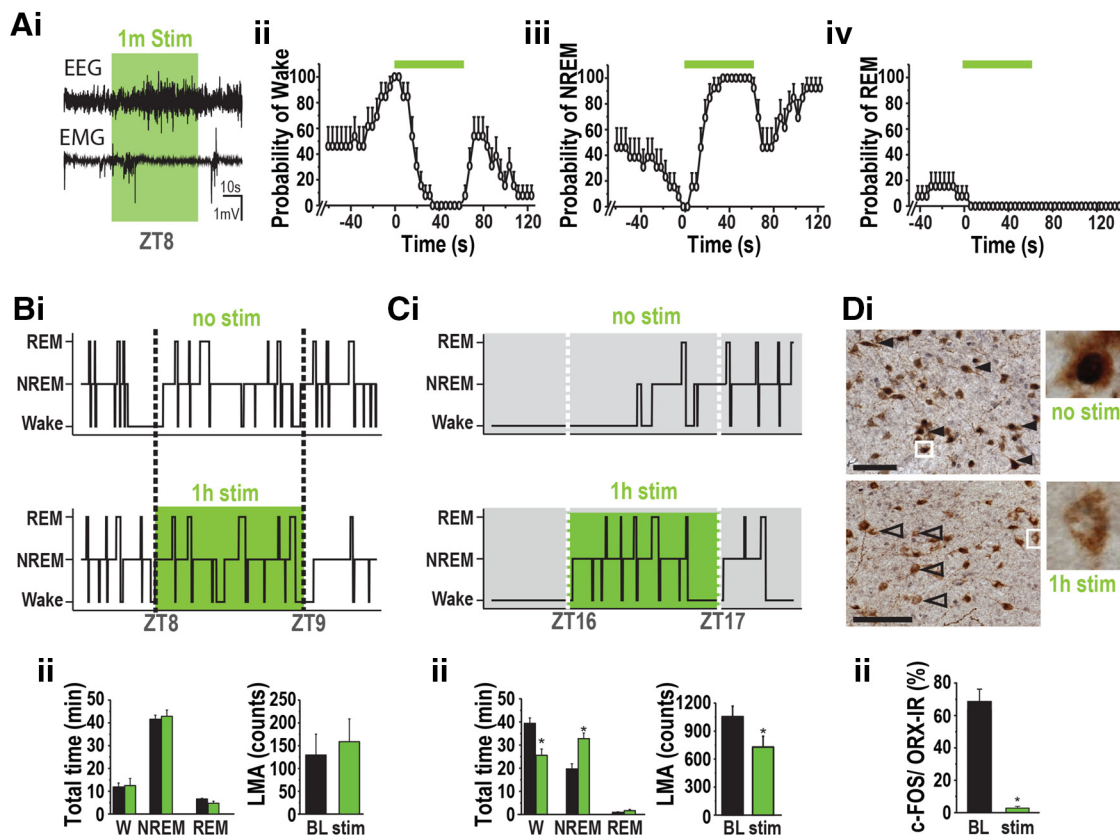 Ai
1m Stim
EEG
EMG
10s
1mV
ZT8
ii
Probability of Wake
100
80
60
40
20
0
-40 0 40 80 120
Time (s)
iii
Probability of NREM
100
80
60
40
20
0
-40 0 40 80 120
Time (s)
iv
Probability of REM
100
80
60
40
20
0
-40 0 40 80 120
Time (s)
Bi
no stim
REM
NREM
Wake
1h stim
REM
NREM
Wake
ZT8 ZT9
ii
Total time (min)
50
40
30
20
10
0
W NREM REM
LMA (counts)
250
200
150
100
50
0
BL stim
Ci
no stim
REM
NREM
Wake
1h stim
REM
NREM
Wake
ZT16 ZT17
ii
Total time (min)
50
40
30
20
10
0
* *
W NREM REM
LMA (counts)
1200
900
600
300
0
*
BL stim
Di
no stim
1h stim
ii
c-FOS/ ORX-IR (%)
80
60
40
20
0
*
BL stim